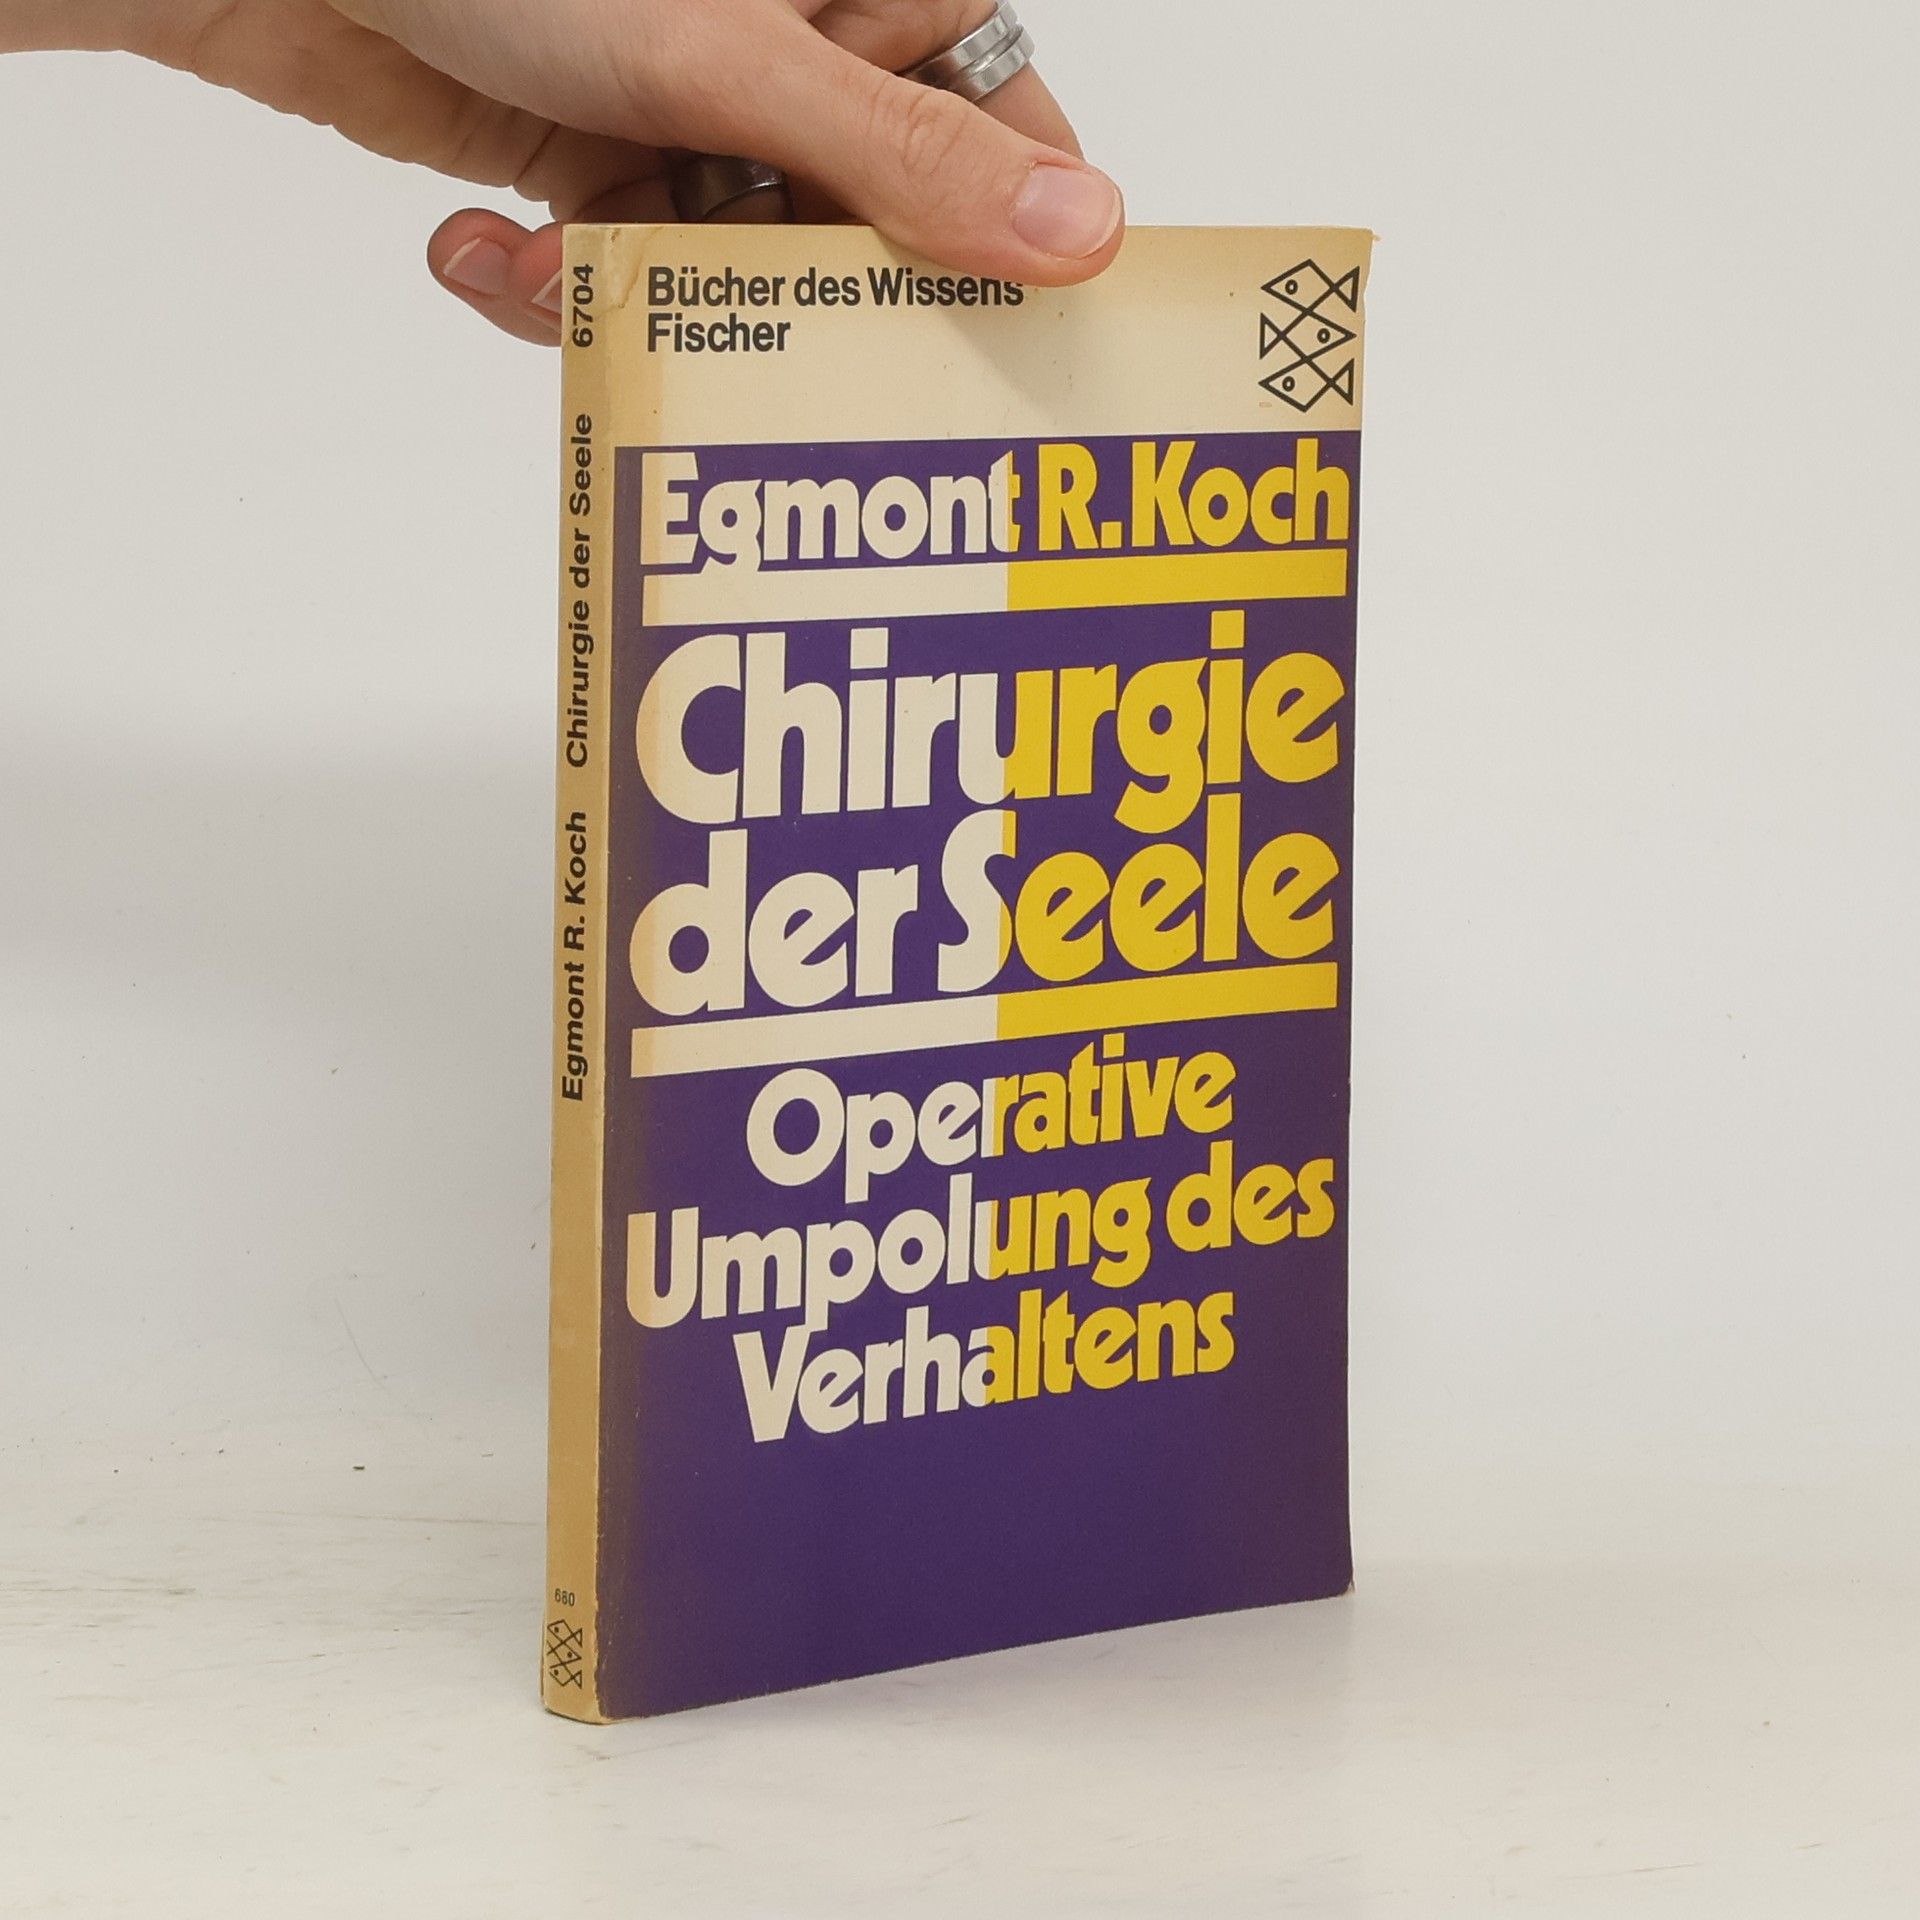 Bücher des Wissens
Fischer
Egmont R. Koch
Chirurgie
der Seele
Operative
Umpolung des
Verhaltens
Egmont R. Koch Chirurgie der Seele 6704
680